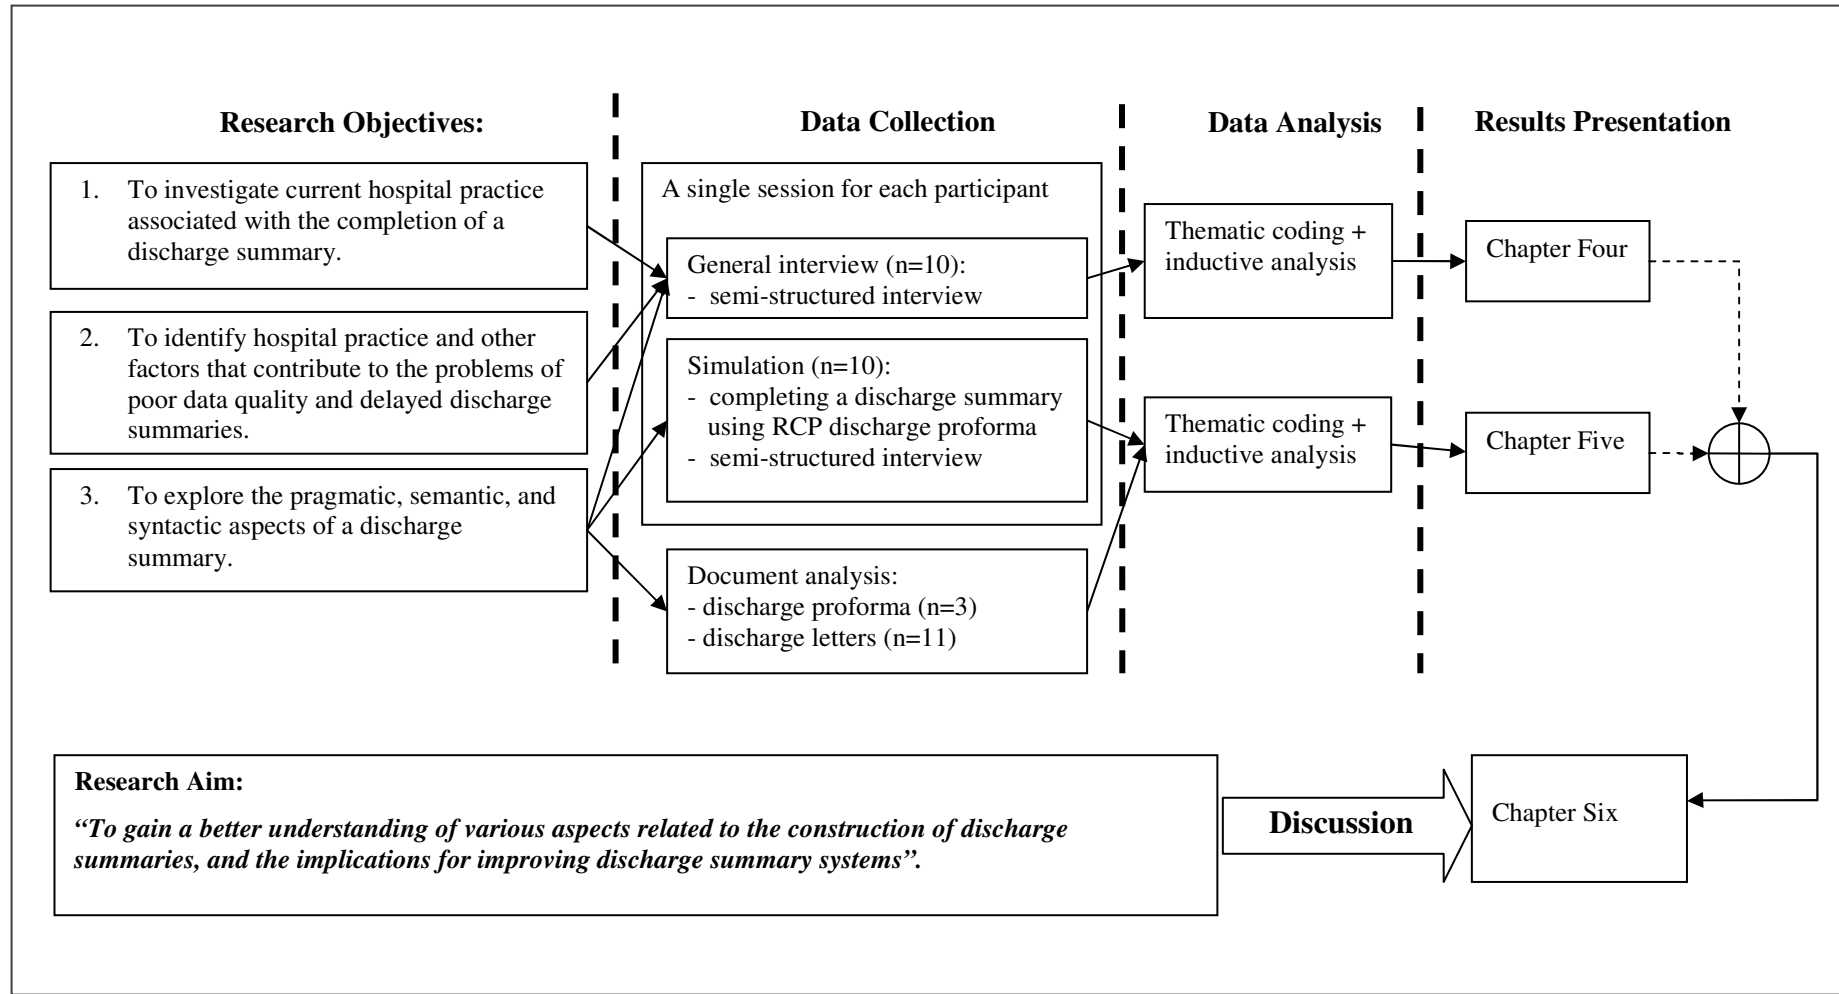 Research Objectives:
1. To investigate current hospital practice
associated with the completion of a
discharge summary.
2. To identify hospital practice and other
factors that contribute to the problems of
poor data quality and delayed discharge
summaries.
3. To explore the pragmatic, semantic, and
syntactic aspects of a discharge
summary.
Data Collection
A single session for each participant
General interview (n=10):
- semi-structured interview
Simulation (n=10):
- completing a discharge summary
using RCP discharge proforma
- semi-structured interview
Document analysis:
- discharge proforma (n=3)
- discharge letters (n=11)
Data Analysis
Thematic coding +
inductive analysis
Thematic coding +
inductive analysis
Results Presentation
Chapter Four
Chapter Five
Research Aim:
“To gain a better understanding of various aspects related to the construction of discharge
summaries, and the implications for improving discharge summary systems”.
Discussion
Chapter Six